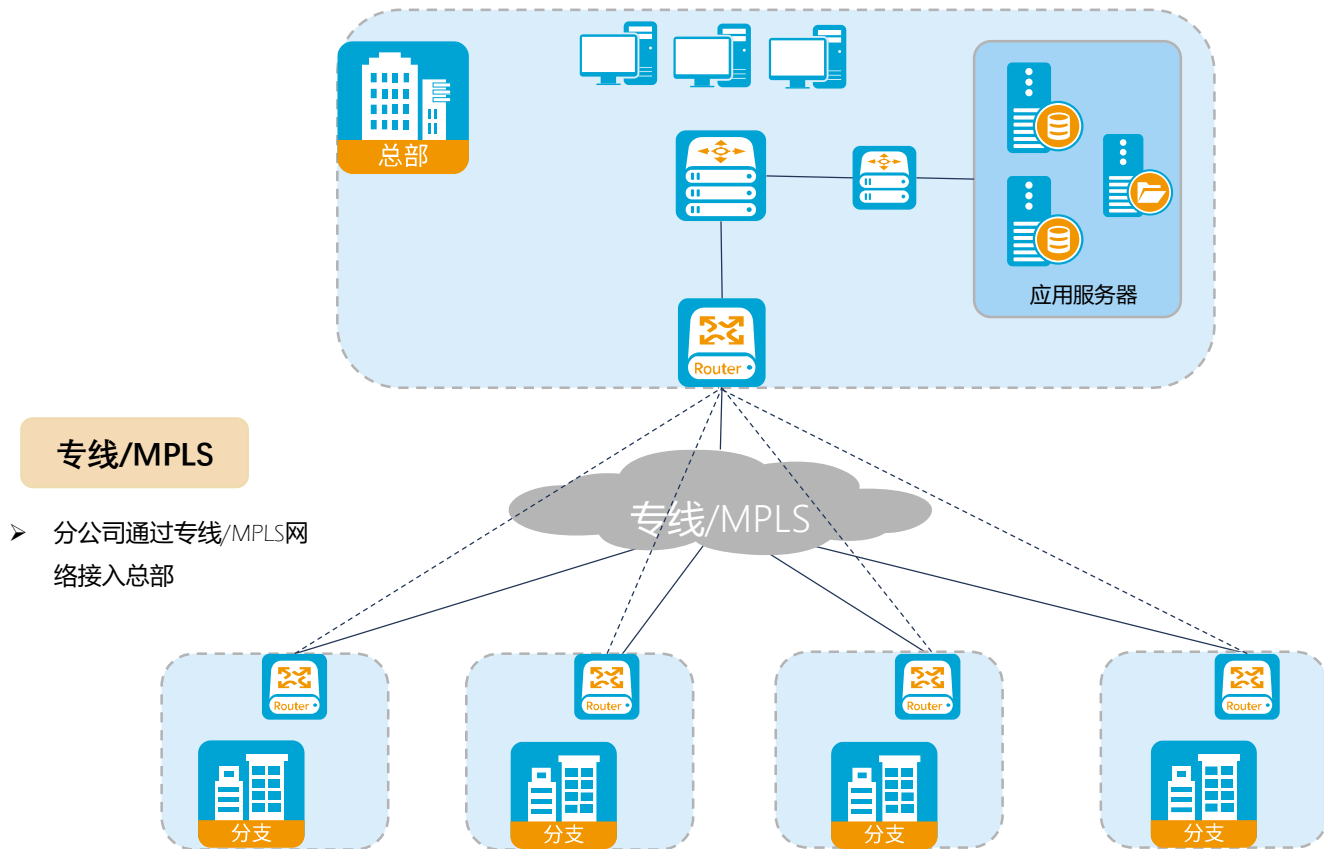 总部
应用服务器
Router
专线/MPLS
➢ 分公司通过专线/MPLS网
络接入总部
专线/MPLS
Router
Router
Router
Router
分支
分支
分支
分支